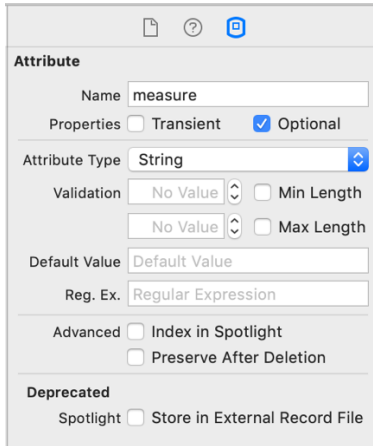 ?
Attribute
Name measure
Properties Transient Optional
Attribute Type String
Validation No Value Min Length
No Value Max Length
Default Value Default Value
Reg. Ex. Regular Expression
Advanced Index in Spotlight
Preserve After Deletion
Deprecated
Spotlight Store in External Record File